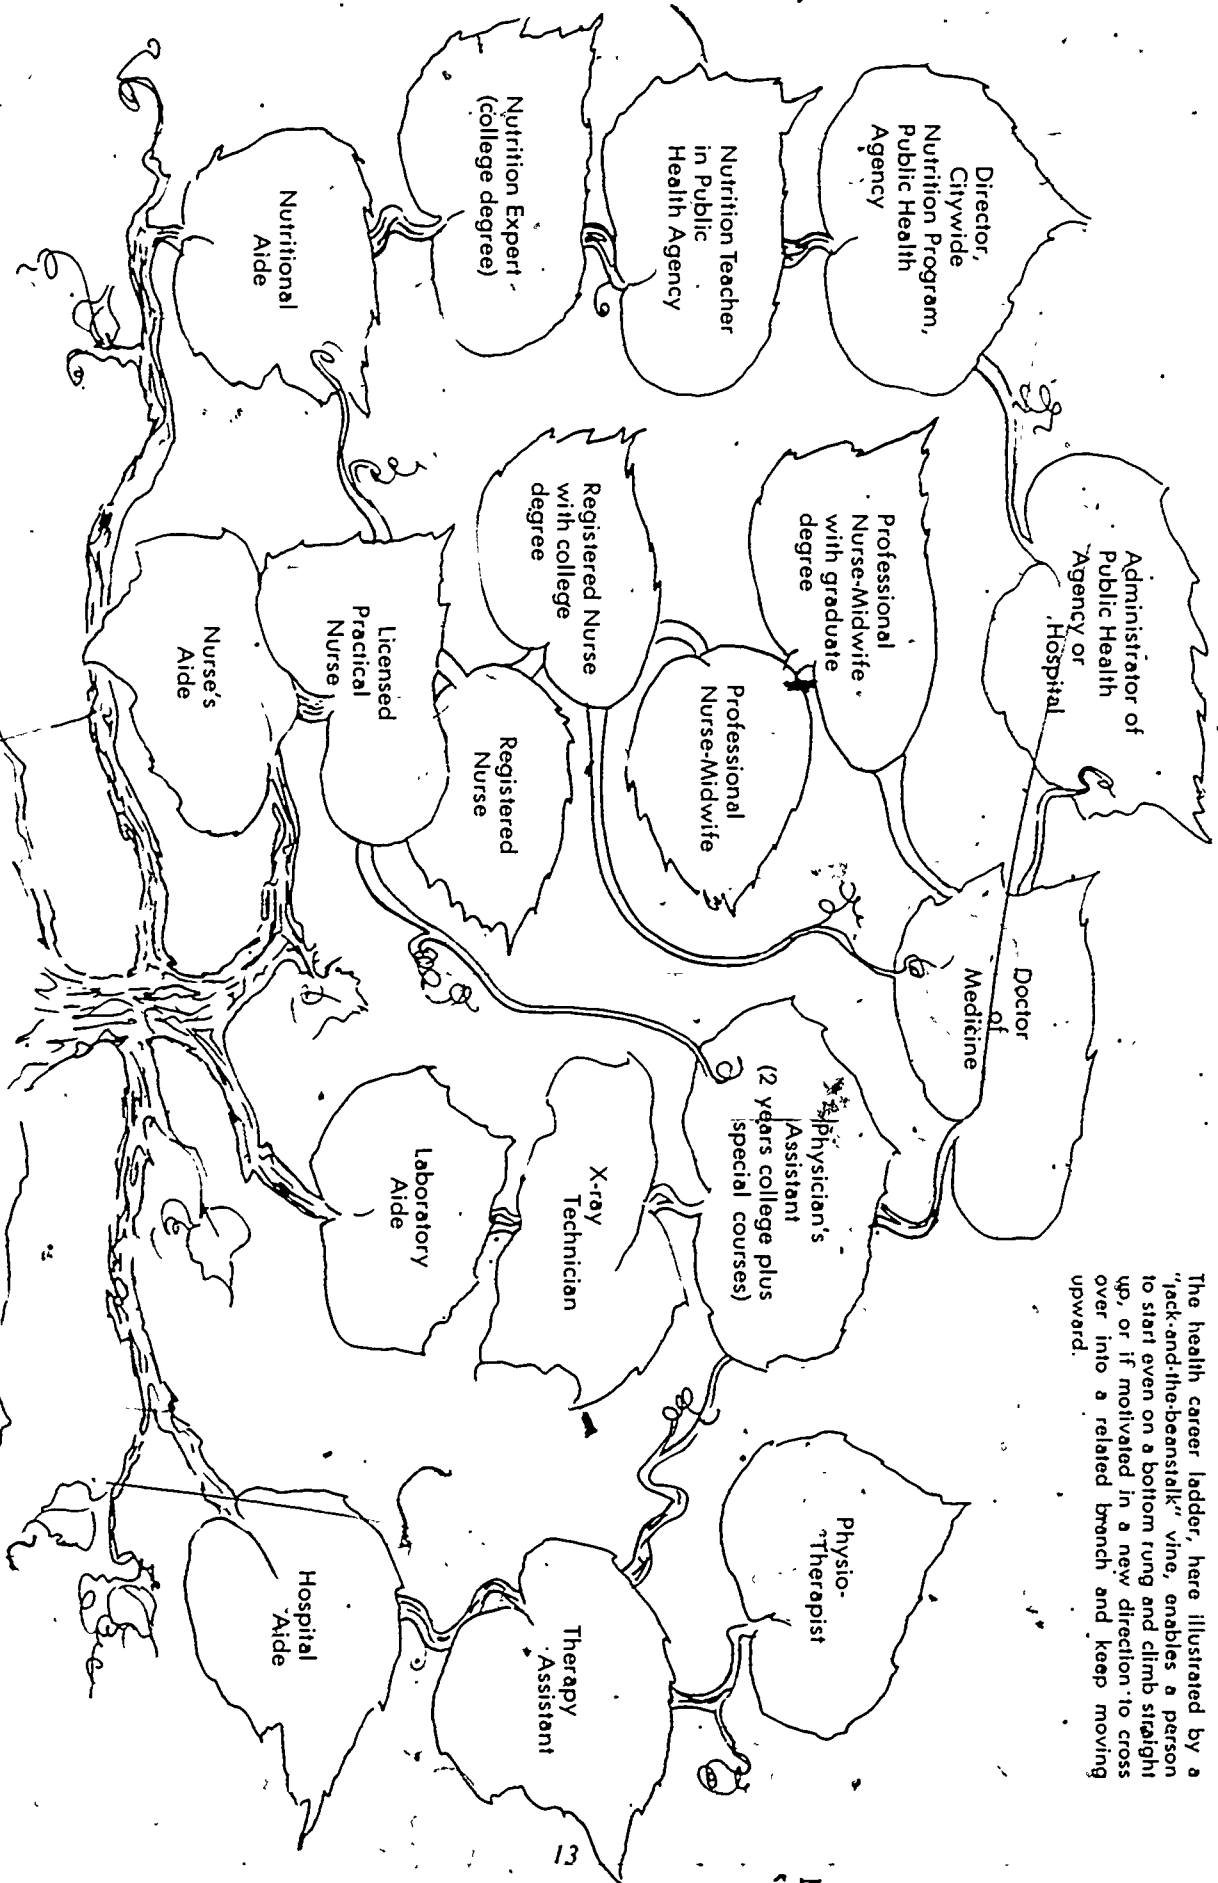 The health career ladder, here illustrated by a
"jack-and-the-beanstalk" vine, enables a person
to start even on a bottom rung and climb straight
up, or if motivated in a new direction to cross
over into a related branch and keep moving
upward.
Director,
Citywide
Nutrition Program,
Public Health
Agency
Nutrition Teacher
in Public
Health Agency
Nutrition Expert
(college degree)
Nutritional
Aide
Administrator of
Public Health
Agency or
Hospital
Professional
Nurse-Midwife
with graduate
degree
Professional
Nurse-Midwife
Registered Nurse
with college
degree
Registered
Nurse
Licensed
Practical
Nurse
Nurse's
Aide
Doctor
of
Medicine
Physician's
Assistant
(2 years college plus
special courses)
X-ray
Technician
Laboratory
Aide
Physio-
Therapist
Therapy
Assistant
Hospital
Aide
13